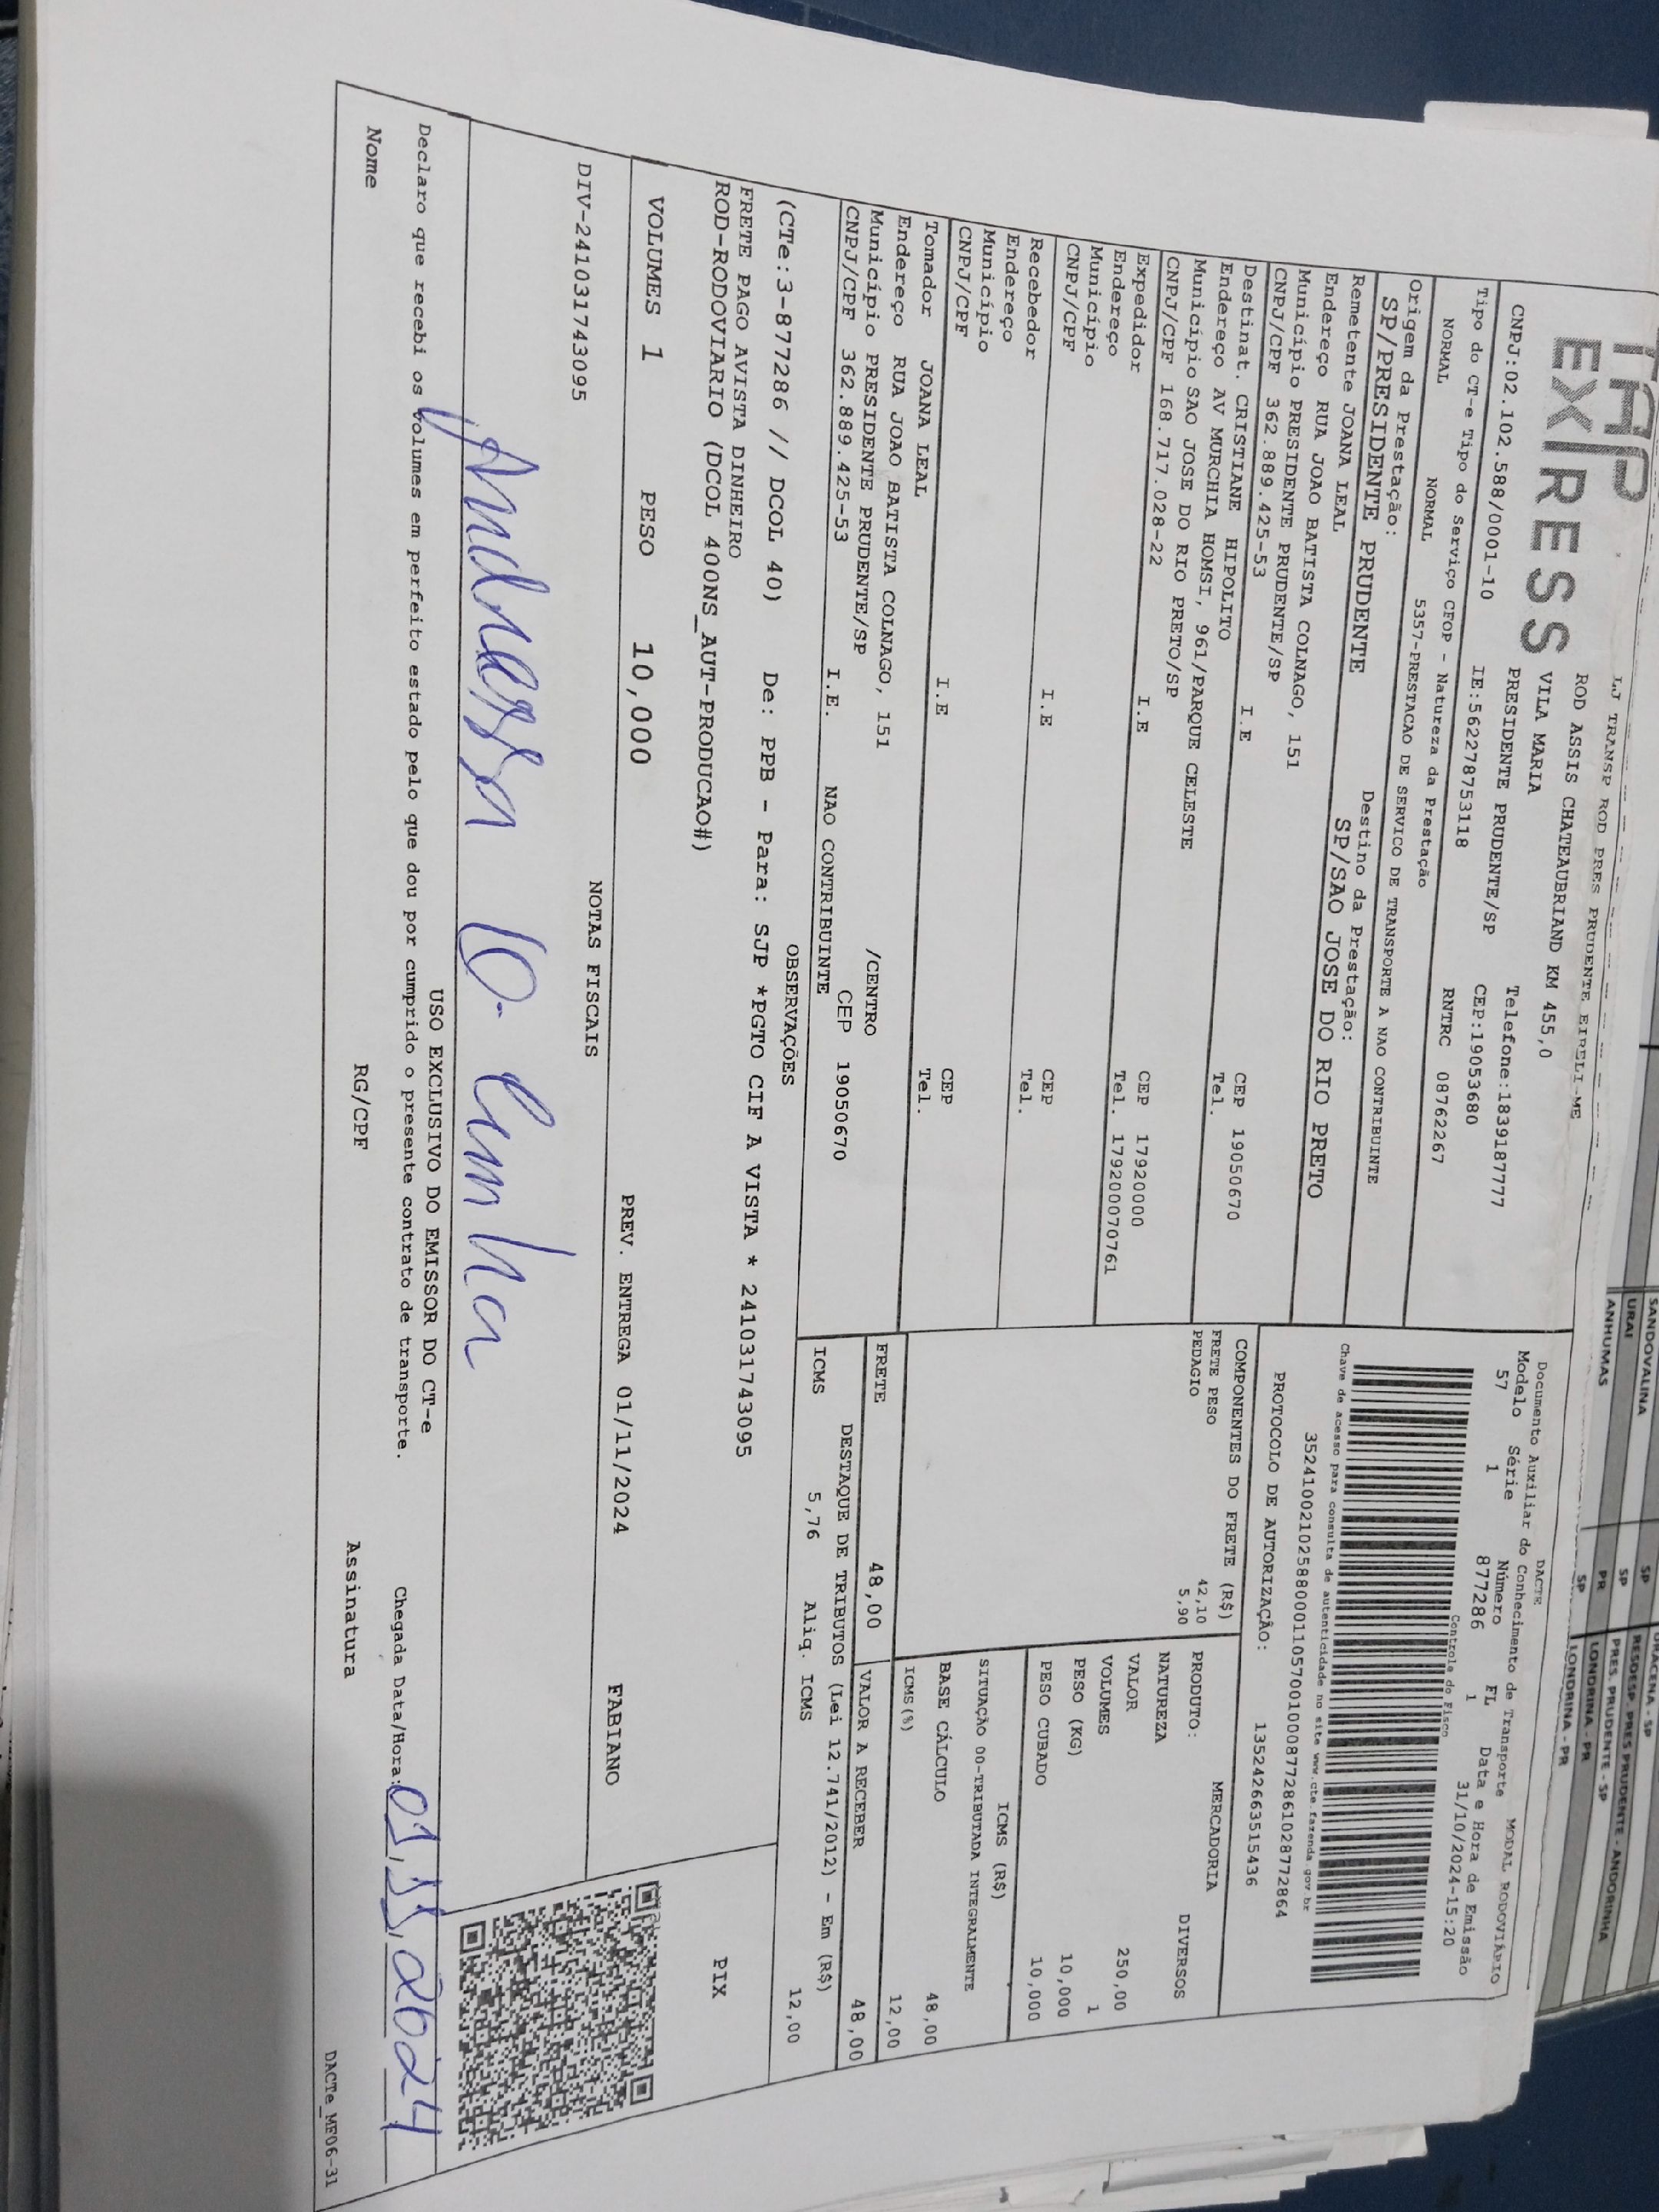 TAP
EX/RESS
LJ TRANSP ROD PRES PRUDENTE EIRELI-ME
ROD ASSIS CHATEAUBRIAND KM 455,0
VILA MARIA
PRESIDENTE PRUDENTE/SP Telefone:1839187777
CNPJ:02.102.588/0001-10 IE:562278753118 CEP:19053680
Tipo do CT-e Tipo do Serviço CFOP - Natureza da Prestação RNTRC 08762267
NORMAL NORMAL 5357-PRESTACAO DE SERVICO DE TRANSPORTE A NAO CONTRIBUINTE
Origem da Prestação: Destino da Prestação:
SP/PRESIDENTE PRUDENTE SP/SAO JOSE DO RIO PRETO
Remetente JOANA LEAL
Endereço RUA JOAO BATISTA COLNAGO, 151
Município PRESIDENTE PRUDENTE/SP CEP 19050670
CNPJ/CPF 362.889.425-53 I.E Tel.
Destinat. CRISTIANE HIPOLITO
Endereço AV MURCHIA HOMSI, 961/PARQUE CELESTE
Município SAO JOSE DO RIO PRETO/SP CEP 17920000
CNPJ/CPF 168.717.028-22 I.E Tel. 179200070761
Expedidor
Endereço
Município CEP
CNPJ/CPF I.E Tel.
Recebedor
Endereço
Município CEP
CNPJ/CPF I.E Tel.
Tomador JOANA LEAL
Endereço RUA JOAO BATISTA COLNAGO, 151 /CENTRO
Município PRESIDENTE PRUDENTE/SP CEP 19050670
CNPJ/CPF 362.889.425-53 I.E. NAO CONTRIBUINTE
DACTE MODAL RODOVIÁRIO
Documento Auxiliar do Conhecimento de Transporte
Modelo Série Número FL Data e Hora de Emissão
57 1 877286 1 31/10/2024-15:20
Controle do Fisco
Chave de acesso para consulta de autenticidade no site www.cte.fazenda.gov.br
35241002102588000110570010008772861028772864
PROTOCOLO DE AUTORIZAÇÃO: 135242663515436
COMPONENTES DO FRETE (R$)
FRETE PESO 42,10
PEDAGIO 5,90
MERCADORIA
PRODUTO: DIVERSOS
NATUREZA
VALOR 250,00
VOLUMES 1
PESO (KG) 10,000
PESO CUBADO 10,000
ICMS (R$)
SITUAÇÃO 00-TRIBUTADA INTEGRALMENTE
BASE CÁLCULO 48,00
ICMS(%) 12,00
FRETE 48,00 VALOR A RECEBER 48,00
DESTAQUE DE TRIBUTOS (Lei 12.741/2012) - Em (R$)
ICMS 5,76 Aliq. ICMS 12,00
OBSERVAÇÕES
(CTe:3-877286 // DCOL 40) De: PPB - Para: SJP *PGTO CIF A VISTA * 241031743095
FRETE PAGO AVISTA DINHEIRO
ROD-RODOVIARIO (DCOL 400NS_AUT-PRODUCAO#)
PIX
VOLUMES 1 PESO 10,000 PREV. ENTREGA 01/11/2024 FABIANO
NOTAS FISCAIS
DIV-241031743095
USO EXCLUSIVO DO EMISSOR DO CT-e
Declaro que recebi os volumes em perfeito estado pelo que dou por cumprido o presente contrato de transporte.
Chegada Data/Hora: 01,11,2024
Nome RG/CPF Assinatura
DACTe_MF06-31
SANDOVALINA SP
URAI PR
ANHUMAS SP
DRACENA - SP
RESDESP - PRES PRUDENTE - ANDORINHA
PRES. PRUDENTE - SP
LONDRINA - PR
LONDRINA - PR